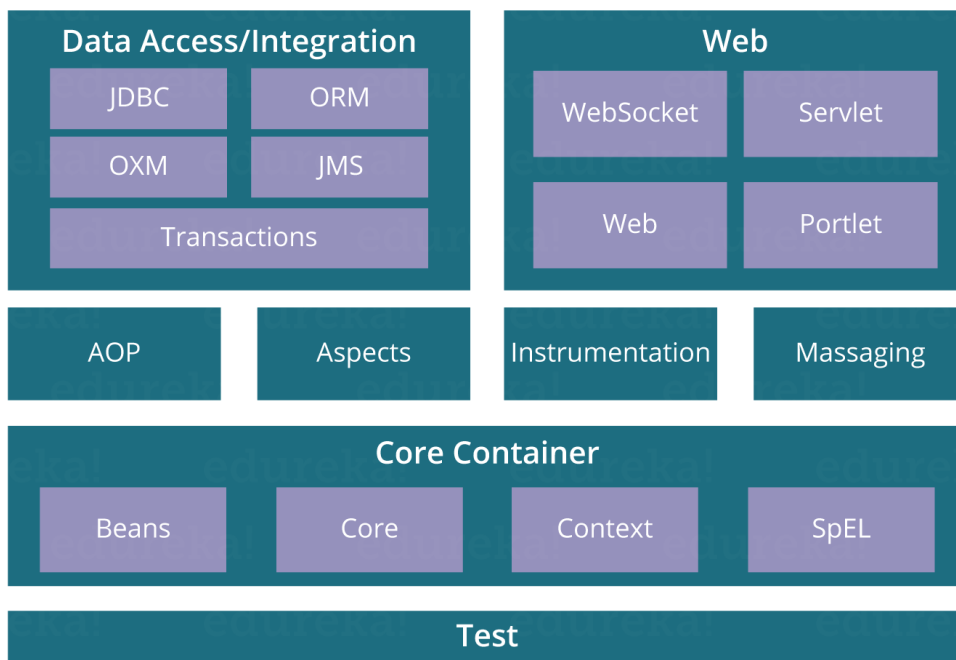 Data Access/Integration
JDBC
ORM
OXM
JMS
Transactions
Web
WebSocket
Servlet
Web
Portlet
AOP
Aspects
Instrumentation
Massaging
Core Container
Beans
Core
Context
SpEL
Test
edureka!